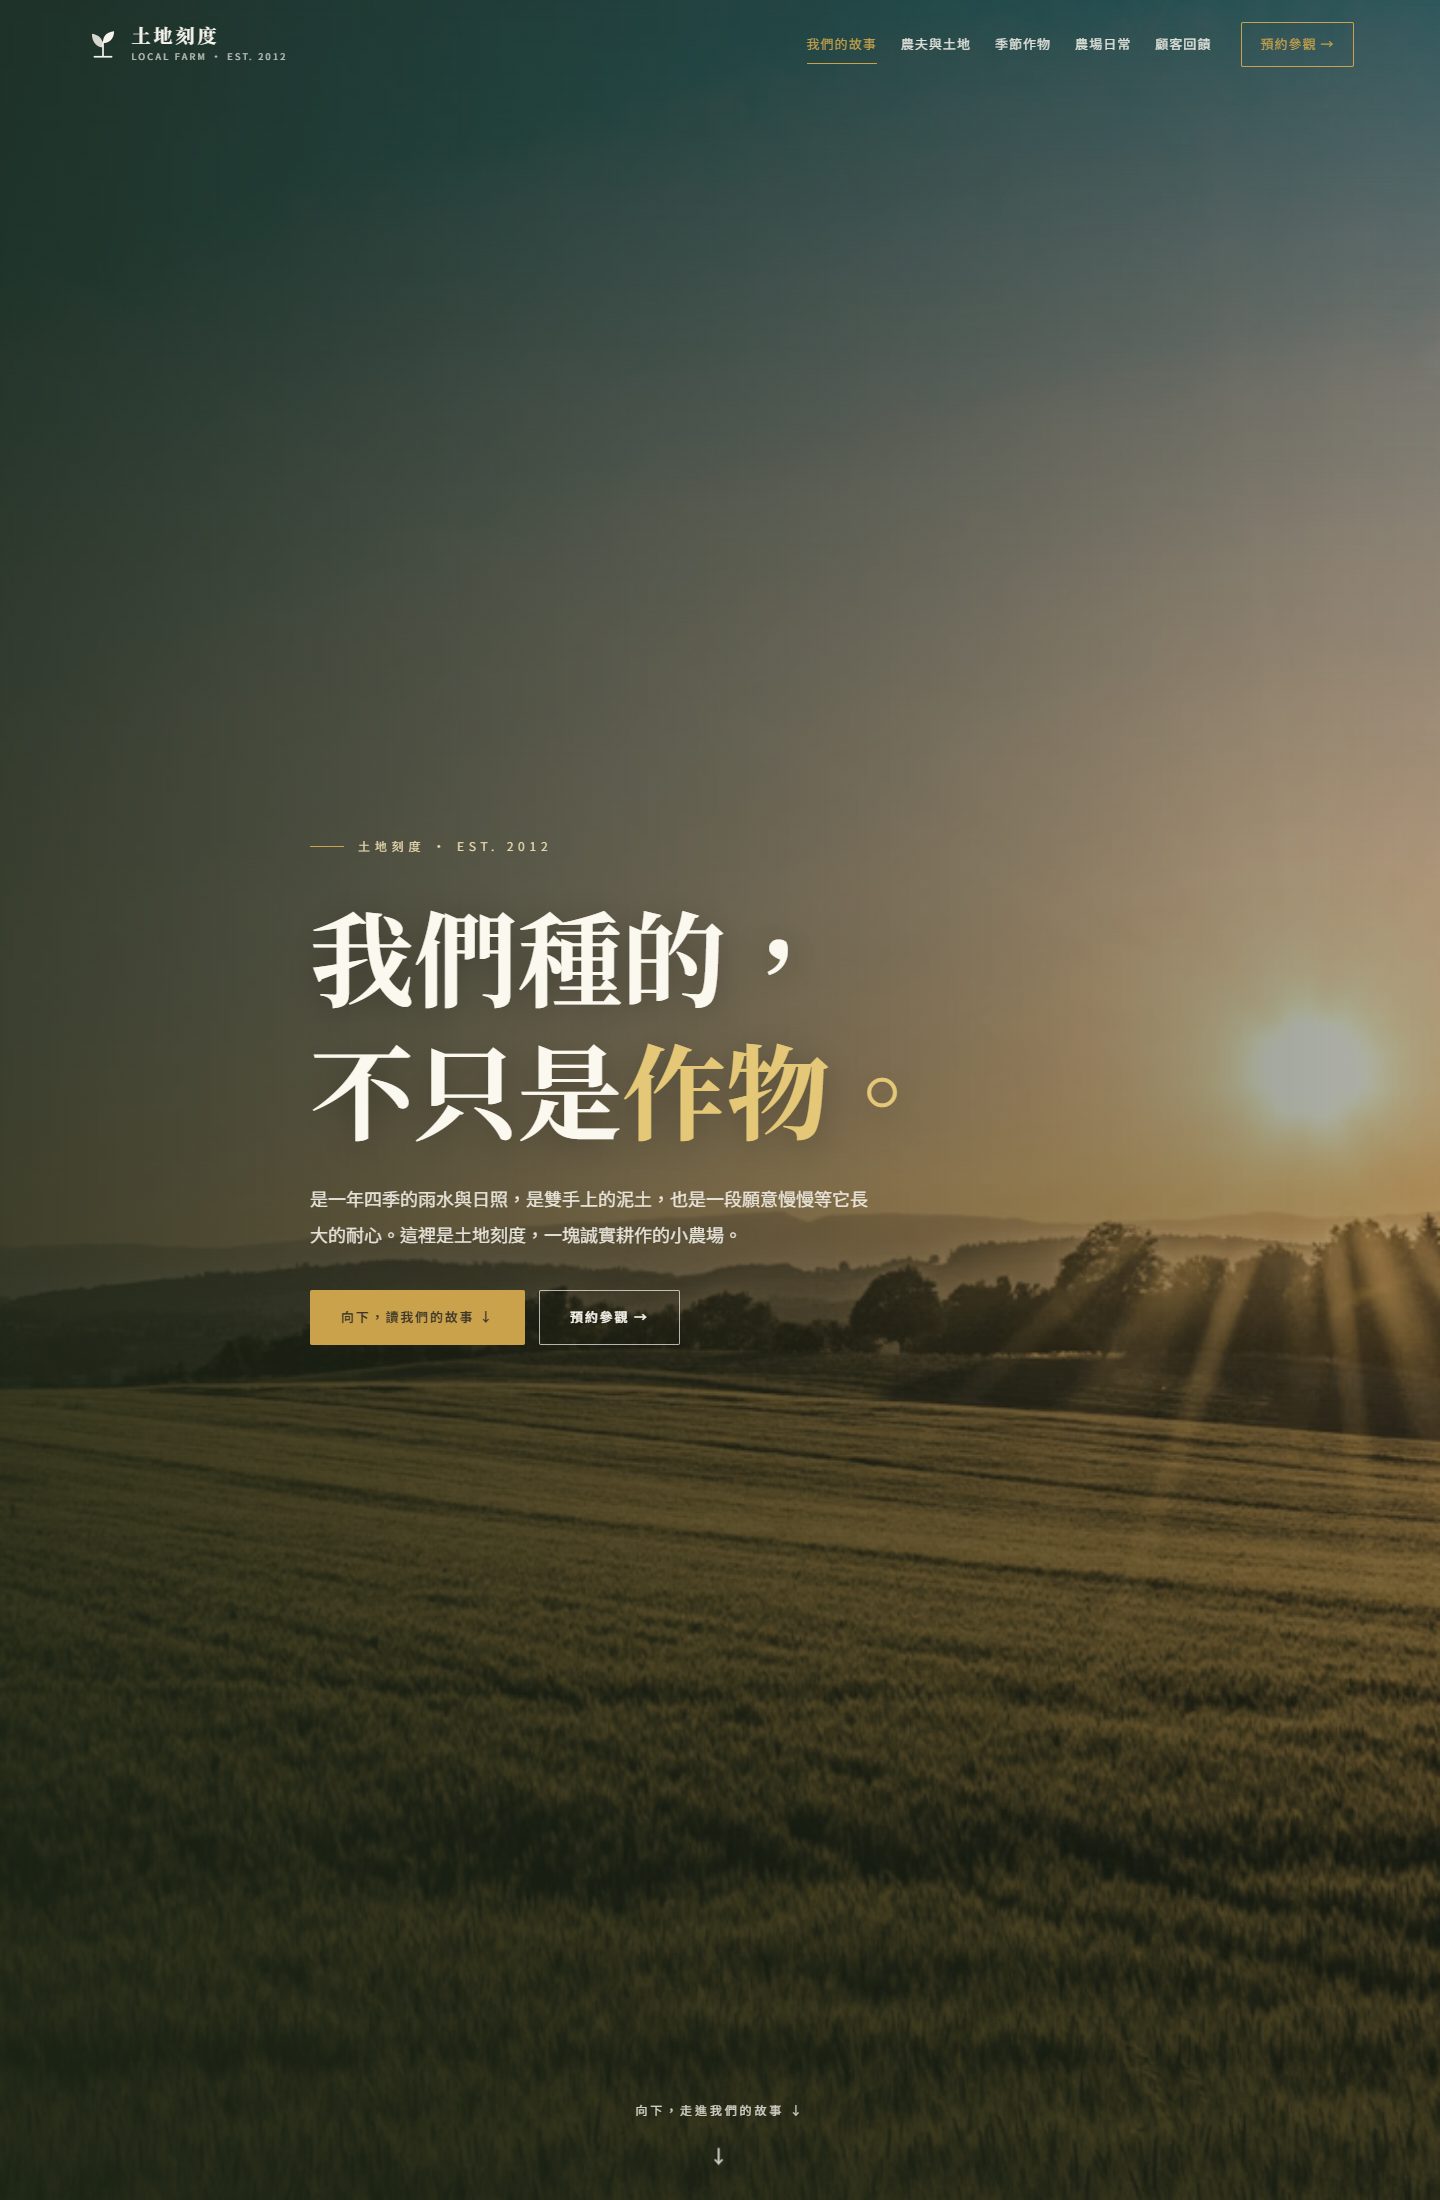 土地刻度
LOCAL FARM ・ EST. 2012
我們的故事
農夫與土地
季節作物
農場日常
顧客回饋
預約參觀 →
土地刻度 ・ EST. 2012
我們種的，
不只是作物。
是一年四季的雨水與日照，是雙手上的泥土，也是一段願意慢慢等它長
大的耐心。這裡是土地刻度，一塊誠實耕作的小農場。
向下，讀我們的故事 ↓
預約參觀 →
向下，走進我們的故事 ↓
↓